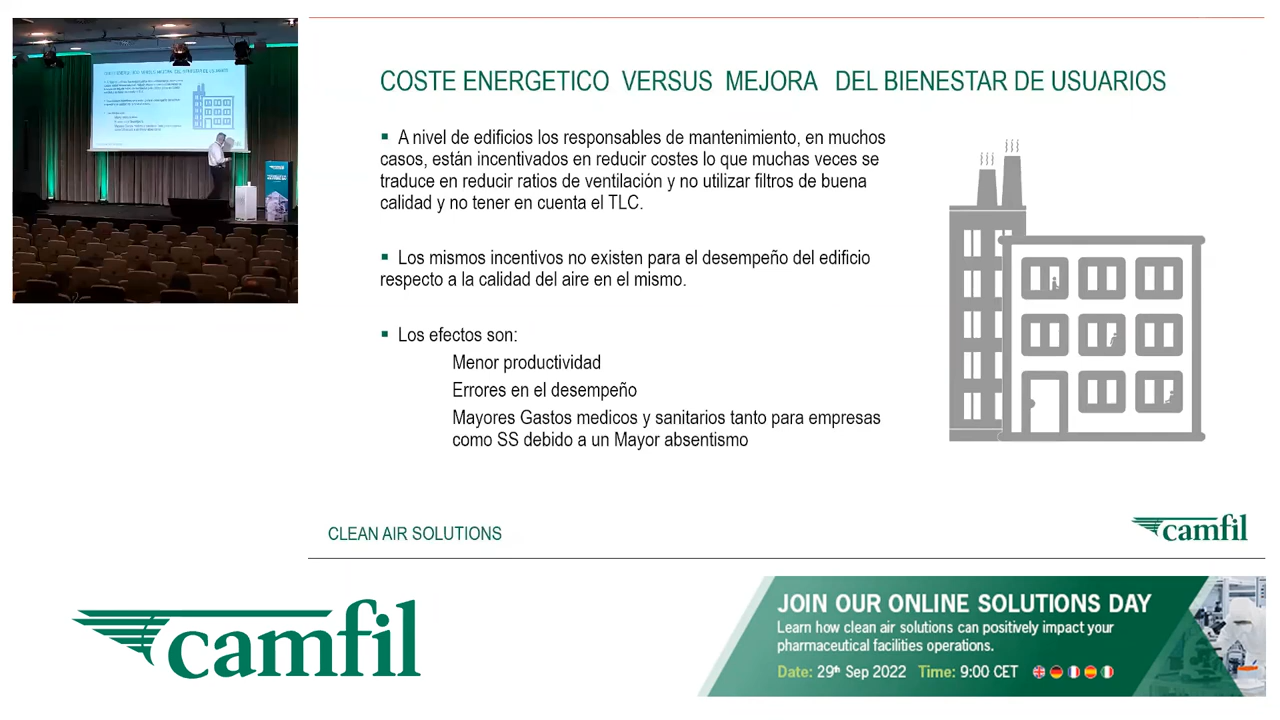 COSTE ENERGETICO VERSUS MEJORA DEL BIENESTAR DE USUARIOS
▪ A nivel de edificios los responsables de mantenimiento, en muchos
casos, están incentivados en reducir costes lo que muchas veces se
traduce en reducir ratios de ventilación y no utilizar filtros de buena
calidad y no tener en cuenta el TLC.
▪ Los mismos incentivo no existen para el desempeño del edificio
respecto a la calidad del aire en el mismo.
▪ Los efectos son:
Menor productividad
Errores en el desempeño
Mayores Gastos medicos y sanitarios tanto para empresas
como SS debido a un Mayor absentismo
CLEAN AIR SOLUTIONS
camfil
camfil
JOIN OUR ONLINE SOLUTIONS DAY
Learn how clean air solutions can positively impact your
pharmaceutical facilities operations.
Date: 29th Sep 2022 Time: 9:00 CET